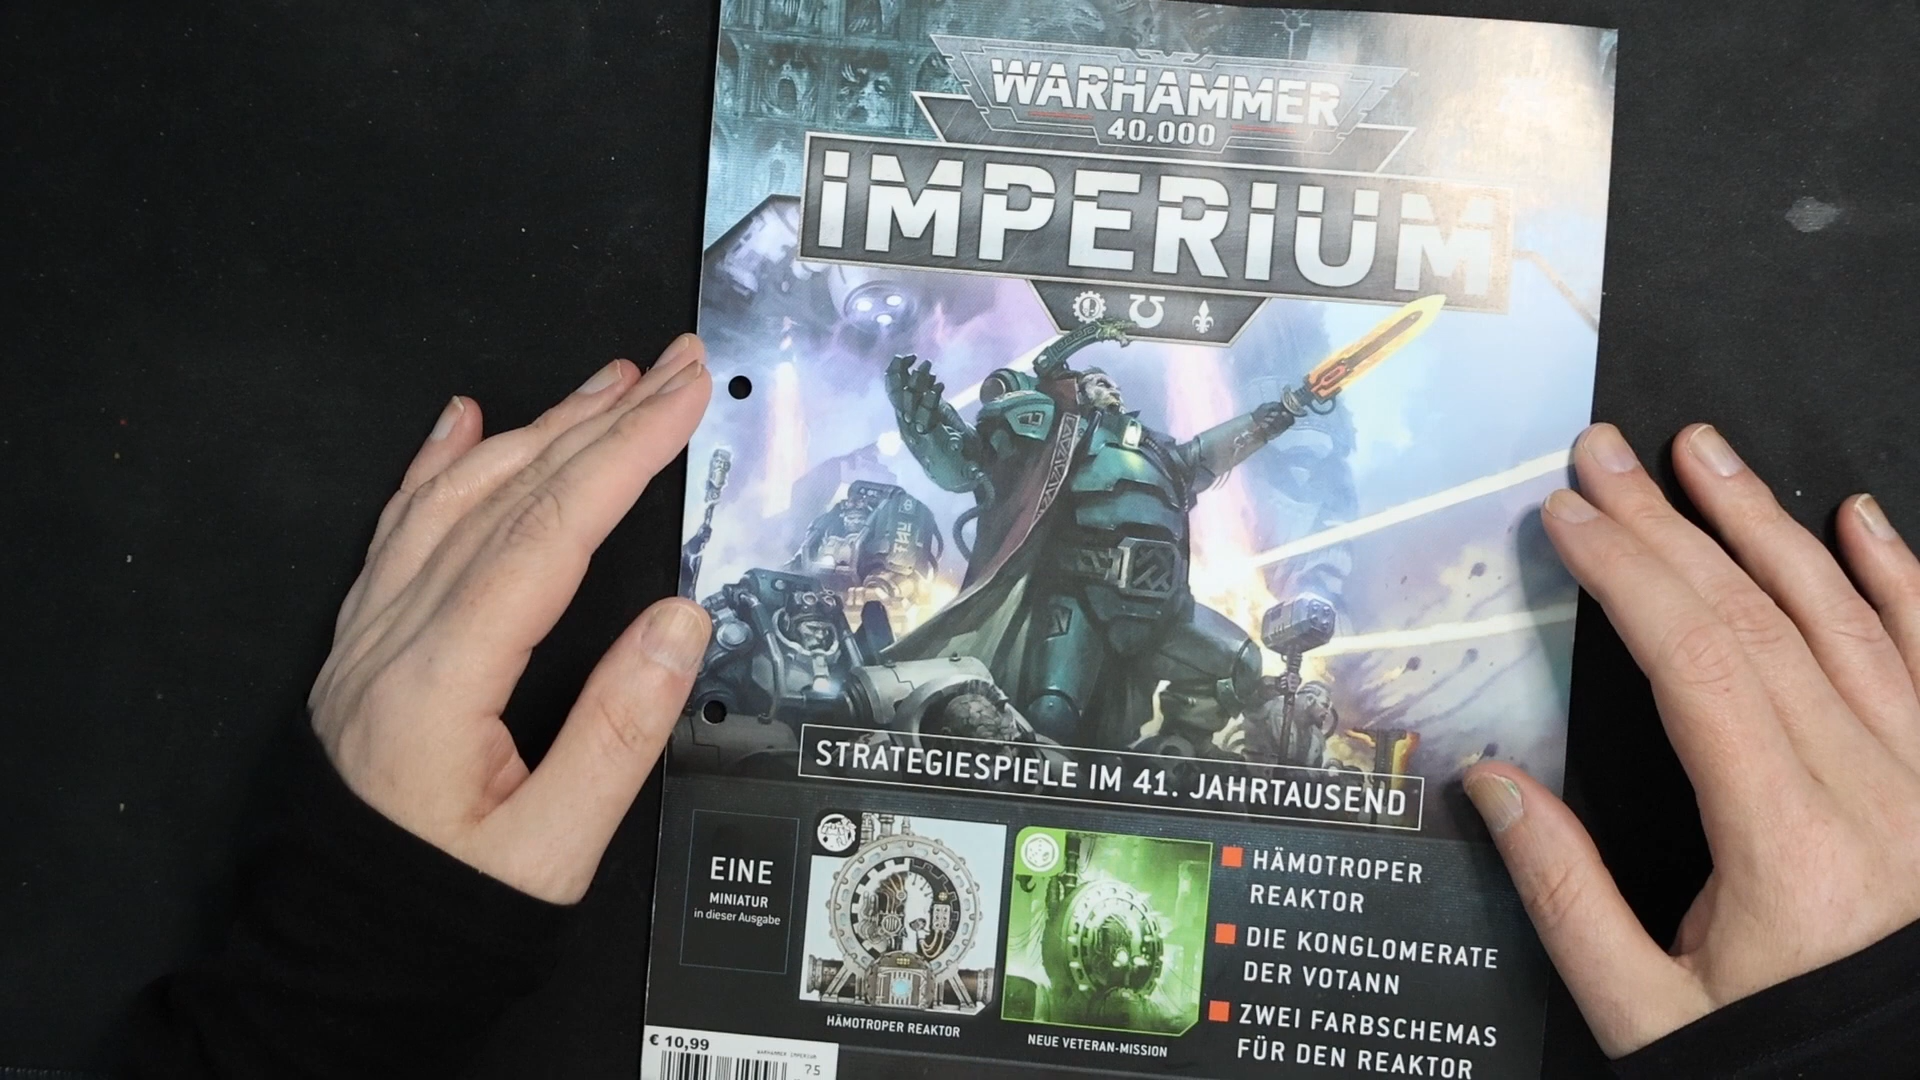 WARHAMMER
40,000
IMPERIUM
STRATEGIESPIELE IM 41. JAHRTAUSEND
EINE
MINIATUR
in dieser Ausgabe
HÄMOTROPER REAKTOR
NEUE VETERAN-MISSION
HÄMOTROPER
REAKTOR
DIE KONGLOMERATE
DER VOTANN
ZWEI FARBSCHEMAS
FÜR DEN REAKTOR
€ 10,99
WARHAMMER IMPERIUM
75